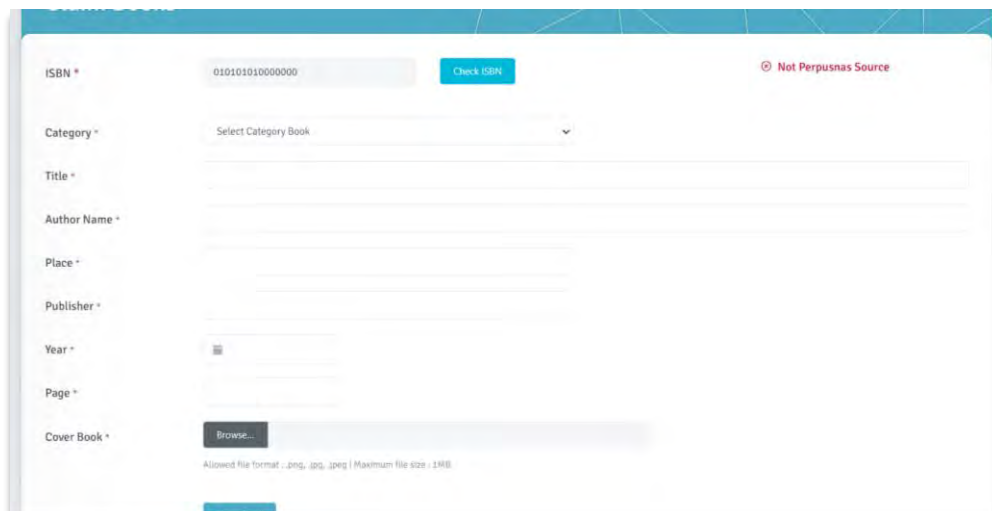 ISBN *
010101010000000
Check ISBN
Not Perpusnas Source
Category *
Select Category Book
Title *
Author Name *
Place *
Publisher *
Year *
Page *
Cover Book *
Browse...
Allowed file format : .png, .jpg, .jpeg | Maximum file size : 1MB